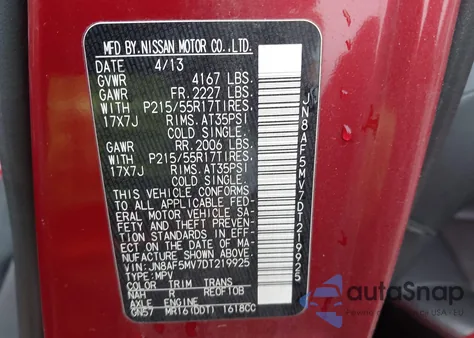 MFD BY. NISSAN MOTOR CO., LTD.
DATE 4/13
GVWR 4167 LBS.
GAWR FR. 2227 LBS.
WITH P215/55R17TIRES.
17X7J RIMS. AT35PSI
COLD SINGLE.
GAWR RR. 2006 LBS.
WITH P215/55R17TIRES.
17X7J RIMS. AT35PSI
COLD SINGLE.
THIS VEHICLE CONFORMS
TO ALL APPLICABLE FED-
ERAL MOTOR VEHICLE SA-
FETY AND THEFT PREVEN-
TION STANDARDS IN EFF-
ECT ON THE DATE OF MA-
NUFACTURE SHOWN ABOVE.
VIN: JN8AF5MV7DT219925
TYPE: MPV
COLOR TRIM TRANS
NAH R RE0F10B
AXLE ENGINE
GN57 MR16(DDT) 1618CC
JN8AF5MV7DT219925
autoSnap